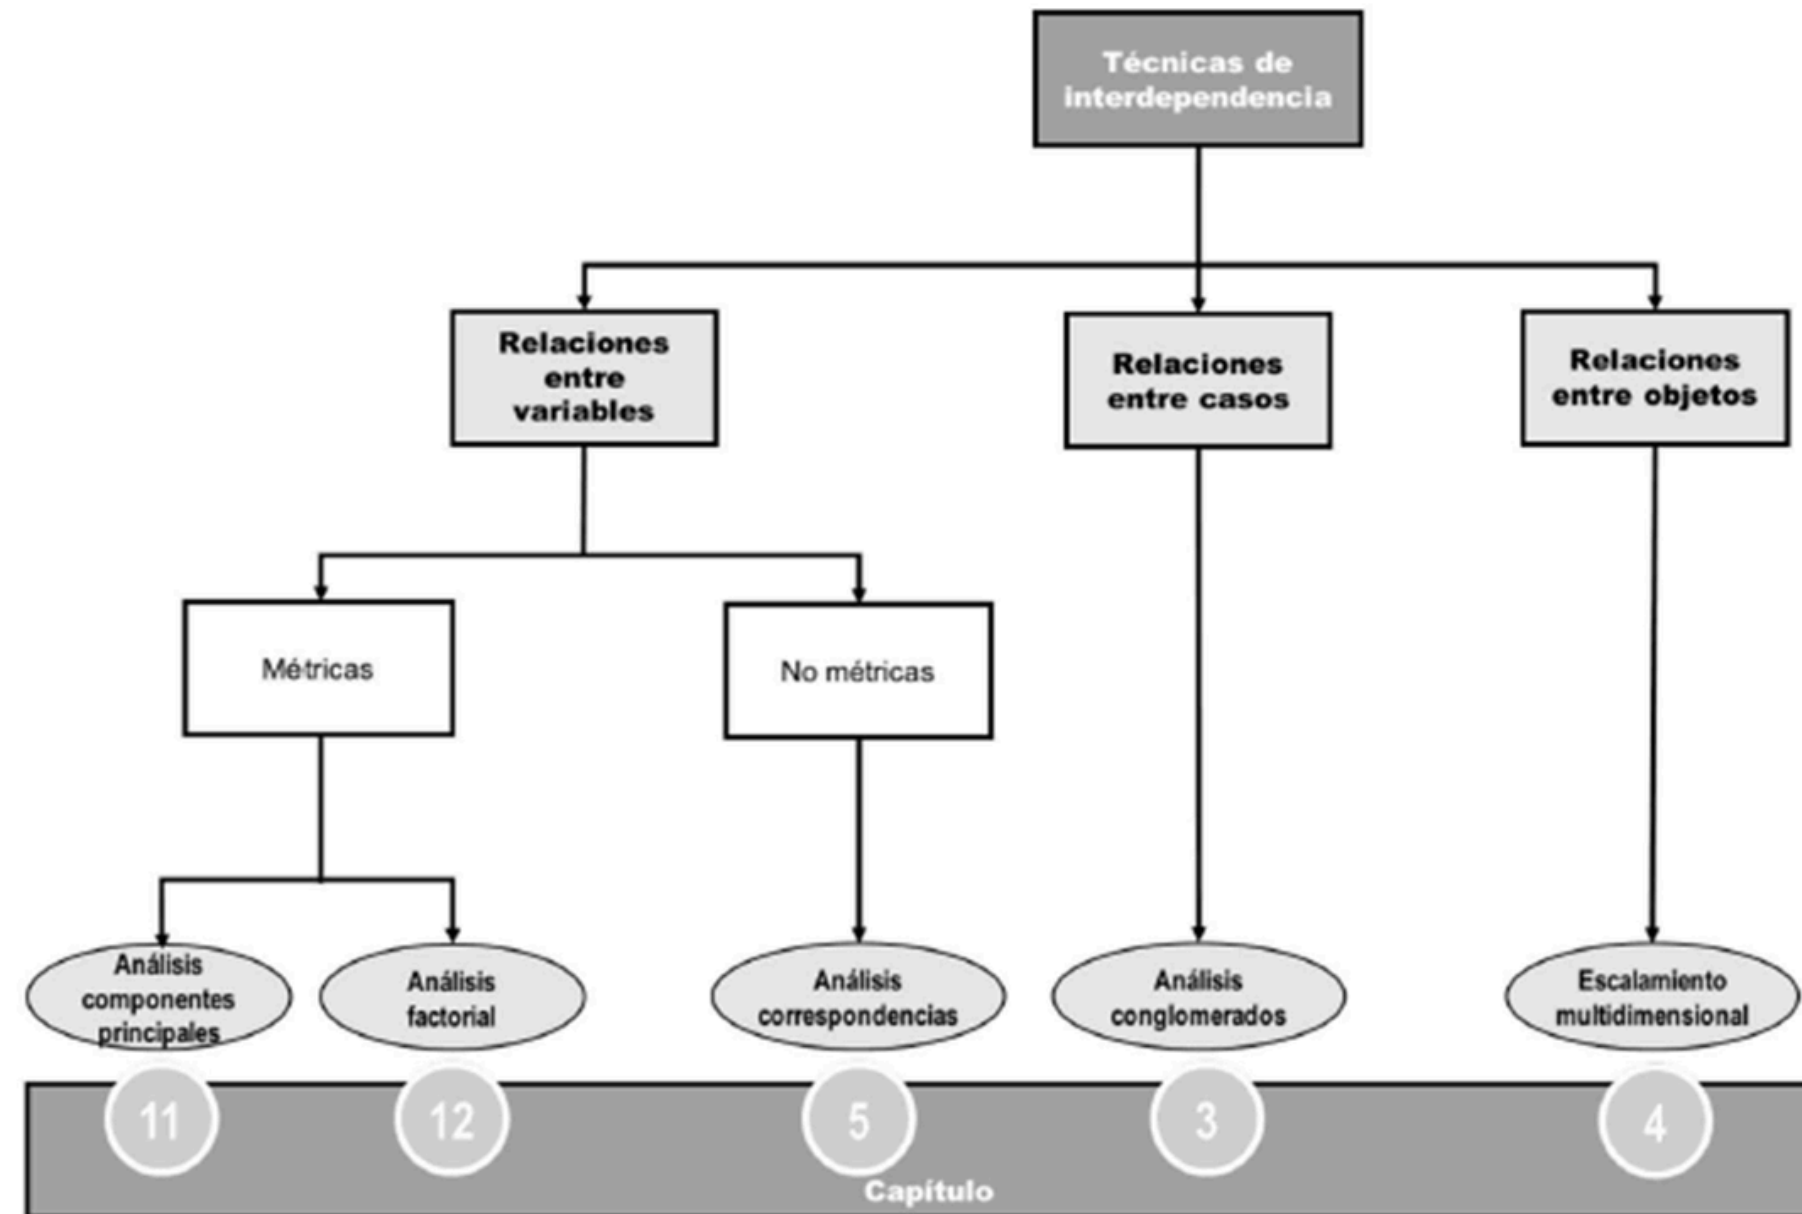 Técnicas de
interdependencia
Relaciones
entre
variables
Relaciones
entre casos
Relaciones
entre objetos
Métricas
No métricas
Análisis
componentes
principales
Análisis
factorial
Análisis
correspondencias
Análisis
conglomerados
Escalamiento
multidimensional
11
12
5
3
4
Capítulo